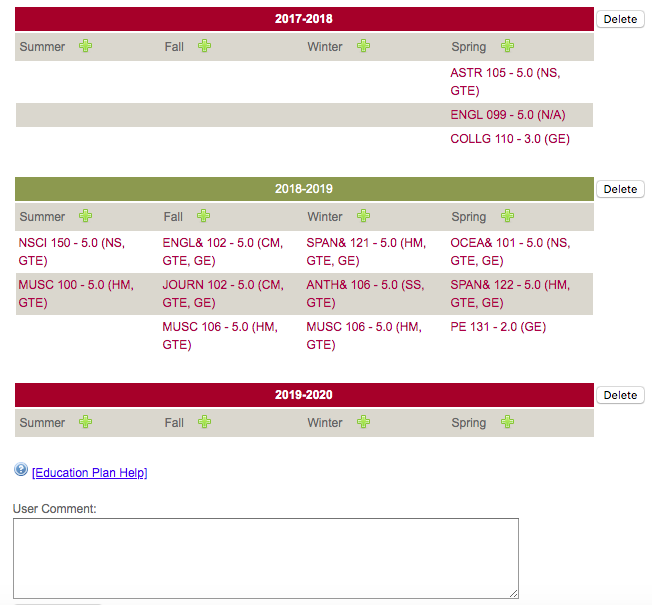 2017-2018 Delete
Summer Fall Winter Spring
ASTR 105 - 5.0 (NS,
GTE)
ENGL 099 - 5.0 (N/A)
COLLG 110 - 3.0 (GE)
2018-2019 Delete
Summer Fall Winter Spring
NSCI 150 - 5.0 (NS, ENGL& 102 - 5.0 (CM, SPAN& 121 - 5.0 (HM, OCEA& 101 - 5.0 (NS,
GTE) GTE, GE) GTE, GE) GTE, GE)
MUSC 100 - 5.0 (HM, JOURN 102 - 5.0 (CM, ANTH& 106 - 5.0 (SS, SPAN& 122 - 5.0 (HM,
GTE) GTE, GE) GTE) GTE, GE)
MUSC 106 - 5.0 (HM, MUSC 106 - 5.0 (HM, PE 131 - 2.0 (GE)
GTE) GTE)
2019-2020 Delete
Summer Fall Winter Spring
? [Education Plan Help]
User Comment: